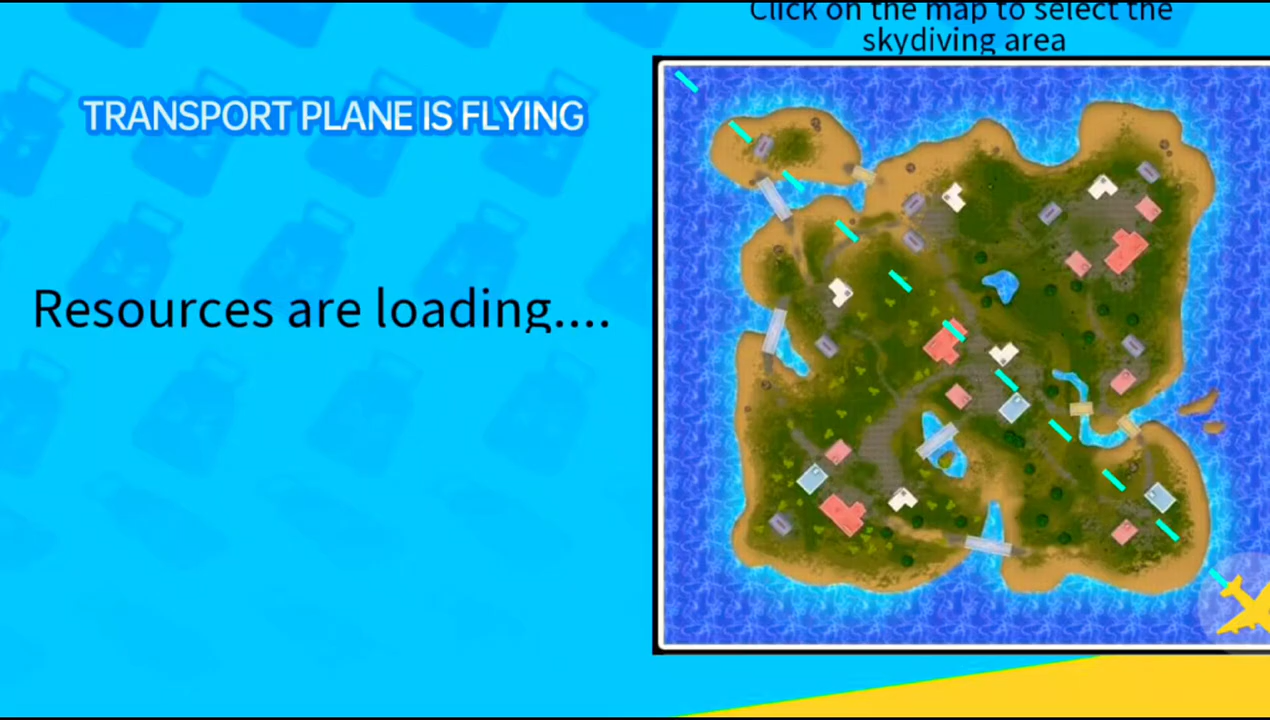 Click on the map to select the
skydiving area
TRANSPORT PLANE IS FLYING
Resources are loading....